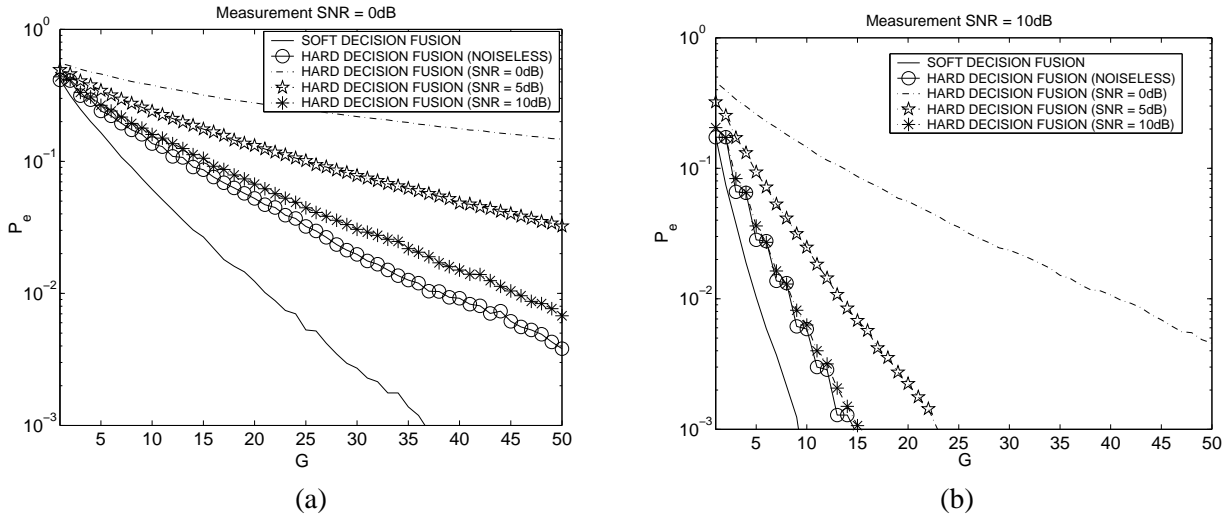 Measurement SNR = 0dB
10^0
10^-1
10^-2
10^-3
P_e
SOFT DECISION FUSION
HARD DECISION FUSION (NOISELESS)
HARD DECISION FUSION (SNR = 0dB)
HARD DECISION FUSION (SNR = 5dB)
HARD DECISION FUSION (SNR = 10dB)
5 10 15 20 25 30 35 40 45 50
G
(a)
Measurement SNR = 10dB
10^0
10^-1
10^-2
10^-3
P_e
SOFT DECISION FUSION
HARD DECISION FUSION (NOISELESS)
HARD DECISION FUSION (SNR = 0dB)
HARD DECISION FUSION (SNR = 5dB)
HARD DECISION FUSION (SNR = 10dB)
5 10 15 20 25 30 35 40 45 50
G
(b)